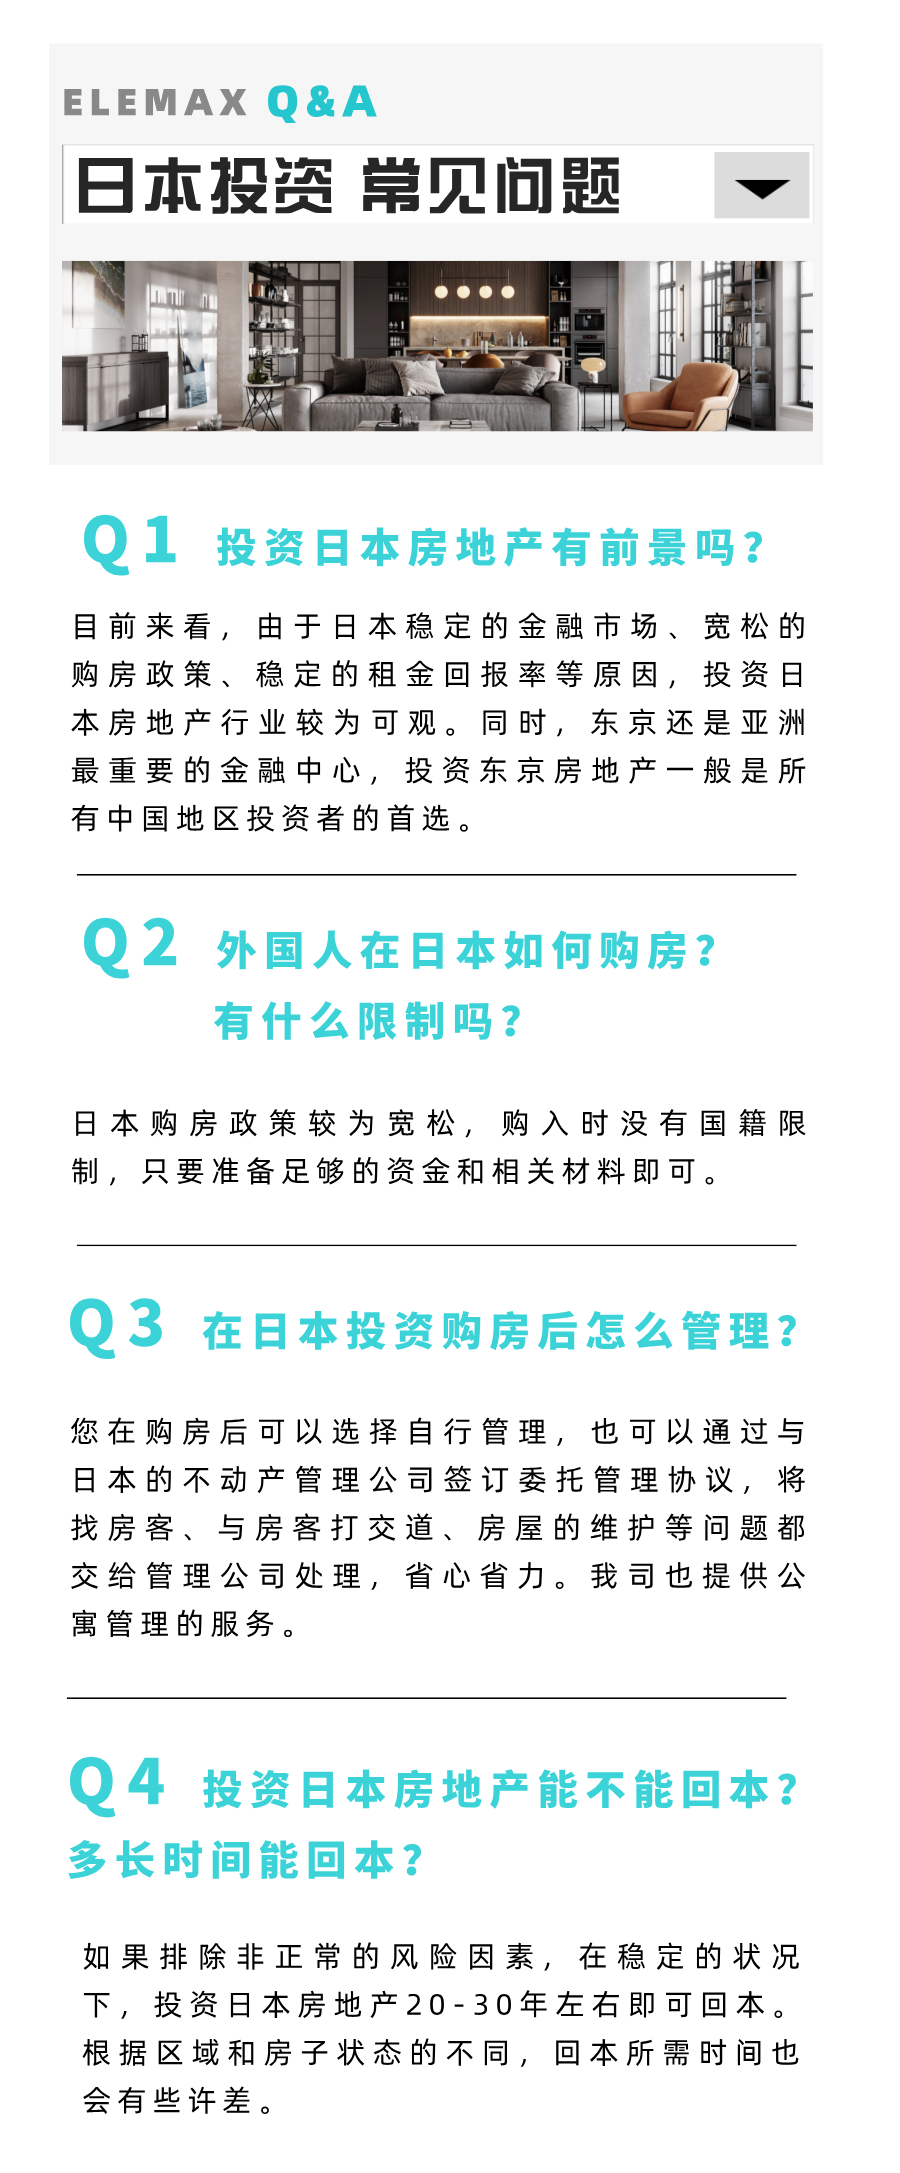 ELEMAX Q&A
日本投资 常见问题
Q1 投资日本房地产有前景吗？
目前来看，由于日本稳定的金融市场、宽松的
购房政策、稳定的租金回报率等原因，投资日
本房地产行业较为可观。同时，东京还是亚洲
最重要的金融中心，投资东京房地产一般是所
有中国地区投资者的首选。
Q2 外国人在日本如何购房？
有什么限制吗？
日本购房政策较为宽松，购入时没有国籍限
制，只要准备足够的资金和相关材料即可。
Q3 在日本投资购房后怎么管理？
您在购房后可以选择自行管理，也可以通过与
日本的不动产管理公司签订委托管理协议，将
找房客、与房客打交道、房屋的维护等问题都
交给管理公司处理，省心省力。我司也提供公
寓管理的服务。
Q4 投资日本房地产能不能回本？
多长时间能回本？
如果排除非正常的风险因素，在稳定的状况
下，投资日本房地产20-30年左右即可回本。
根据区域和房子状态的不同，回本所需时间也
会有些许差。